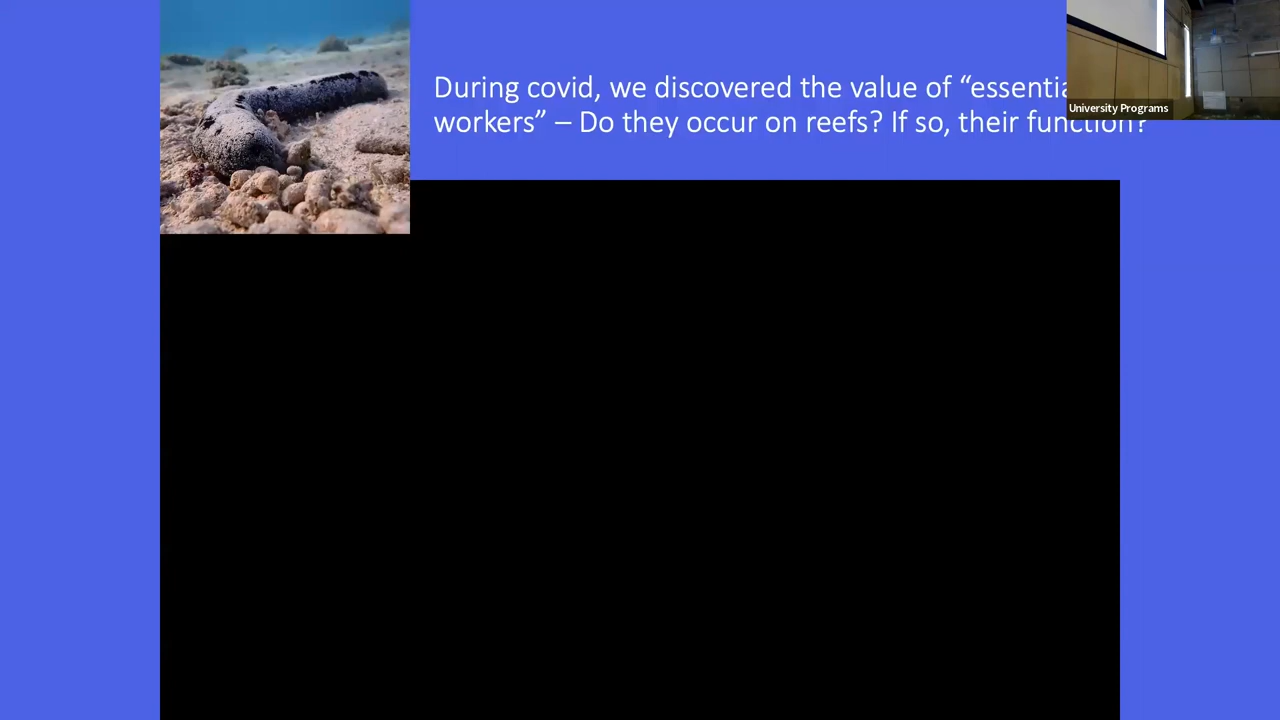 During covid, we discovered the value of “essentia
workers” – Do they occur on reefs? If so, their function?
University Programs